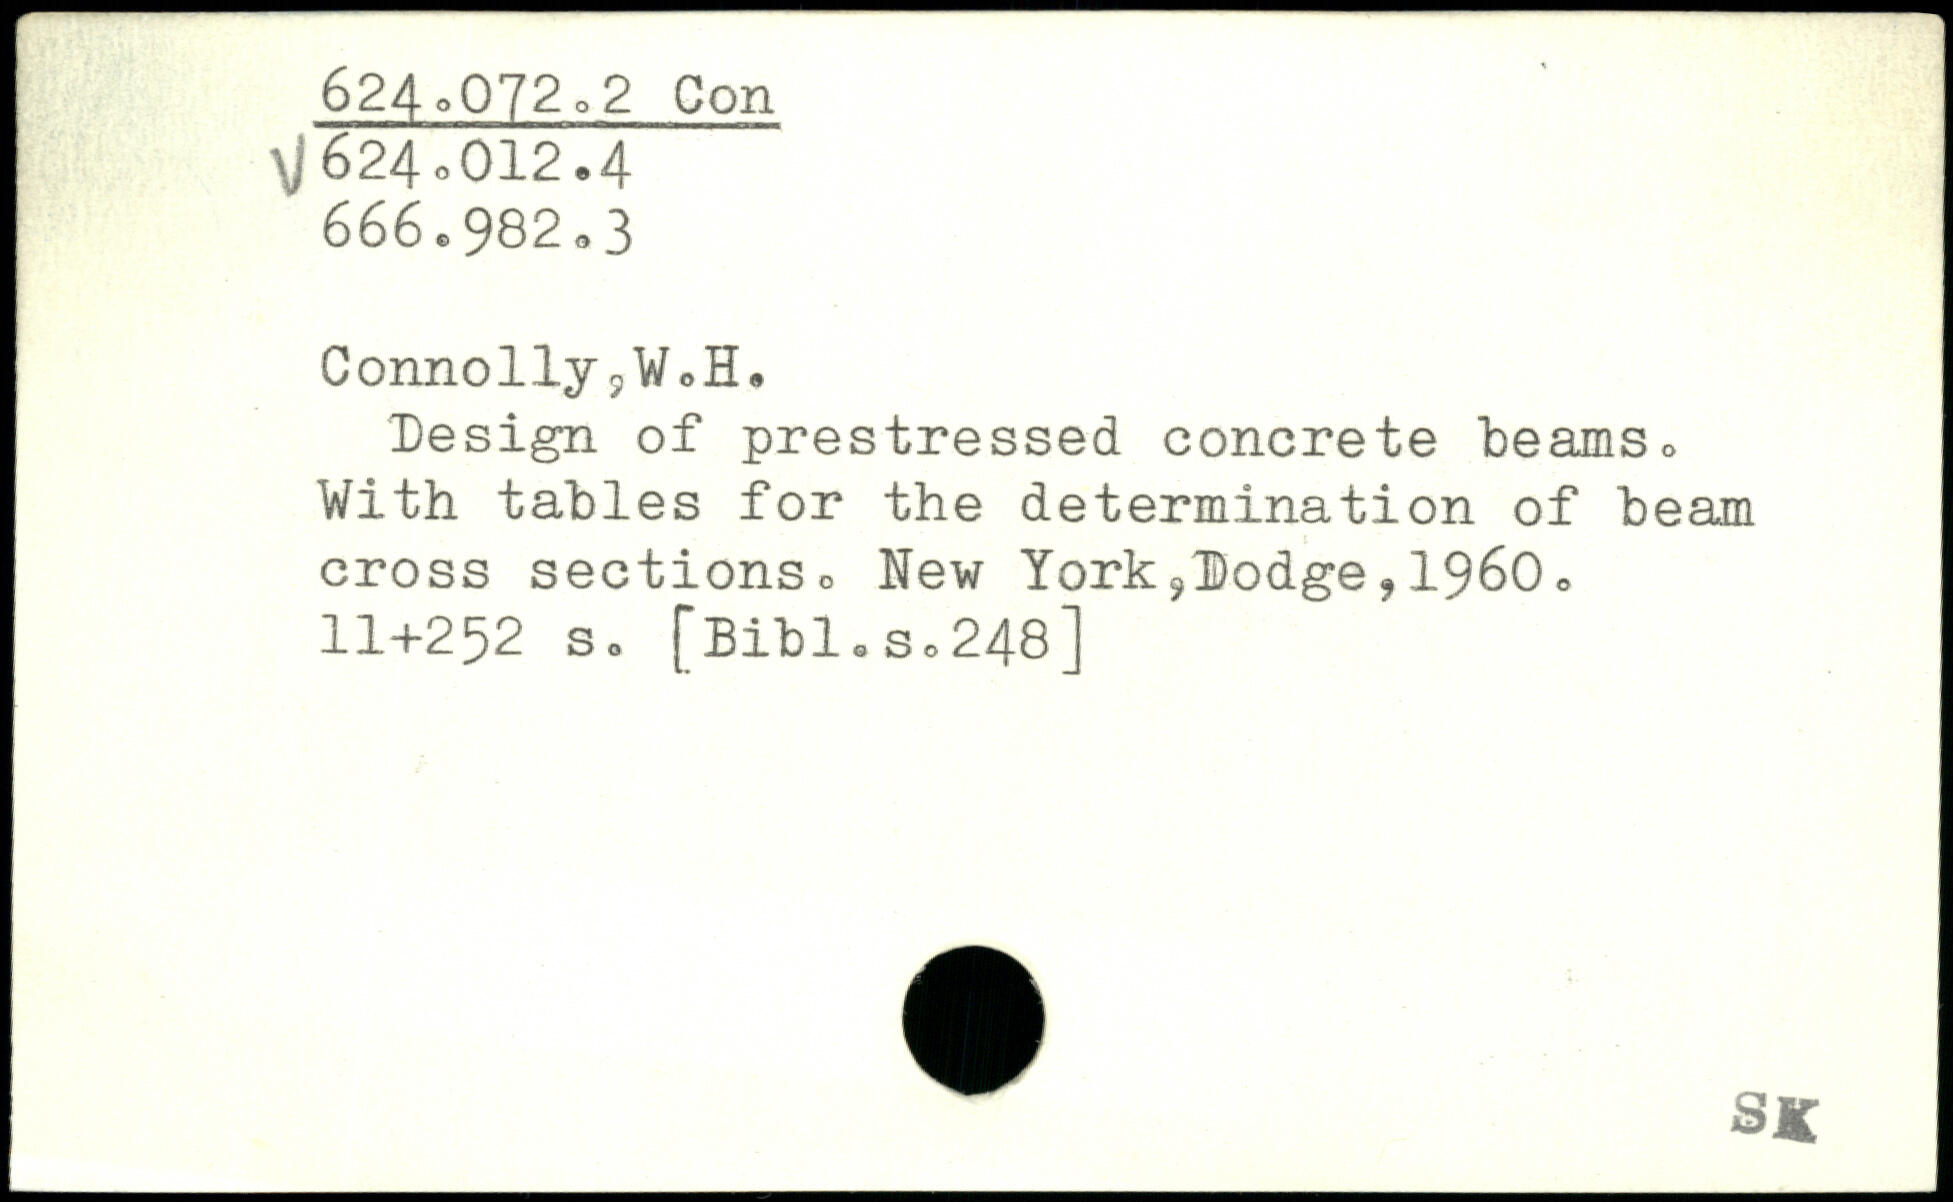 624.072.2 Con
√624.012.4
666.982.3
Connolly,W.H.
Design of prestressed concrete beams.
With tables for the determination of beam
cross sections. New York,Dodge,1960.
11+252 s. [Bibl.s.248]
SK